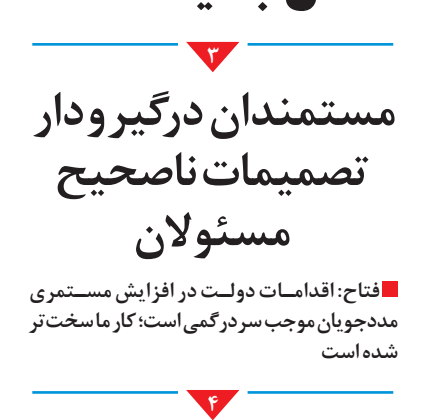 ۳
مستمندان درگیر و دار
تصمیمات ناصحیح
مسئولان
فتاح: اقدامات دولت در افزایش مستمری
مددجویان موجب سردرگمی است؛ کار ما سخت‌تر
شده است
۴